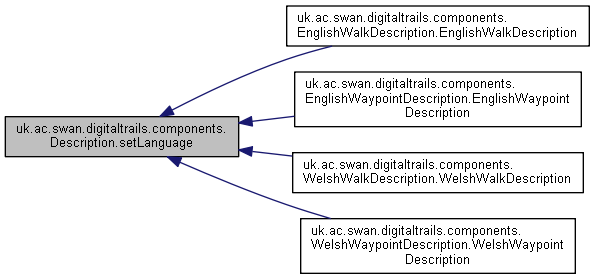 uk.ac.swan.digitaltrails.components.
Description.setLanguage
uk.ac.swan.digitaltrails.components.
EnglishWalkDescription.EnglishWalkDescription
uk.ac.swan.digitaltrails.components.
EnglishWaypointDescription.EnglishWaypoint
Description
uk.ac.swan.digitaltrails.components.
WelshWalkDescription.WelshWalkDescription
uk.ac.swan.digitaltrails.components.
WelshWaypointDescription.WelshWaypoint
Description